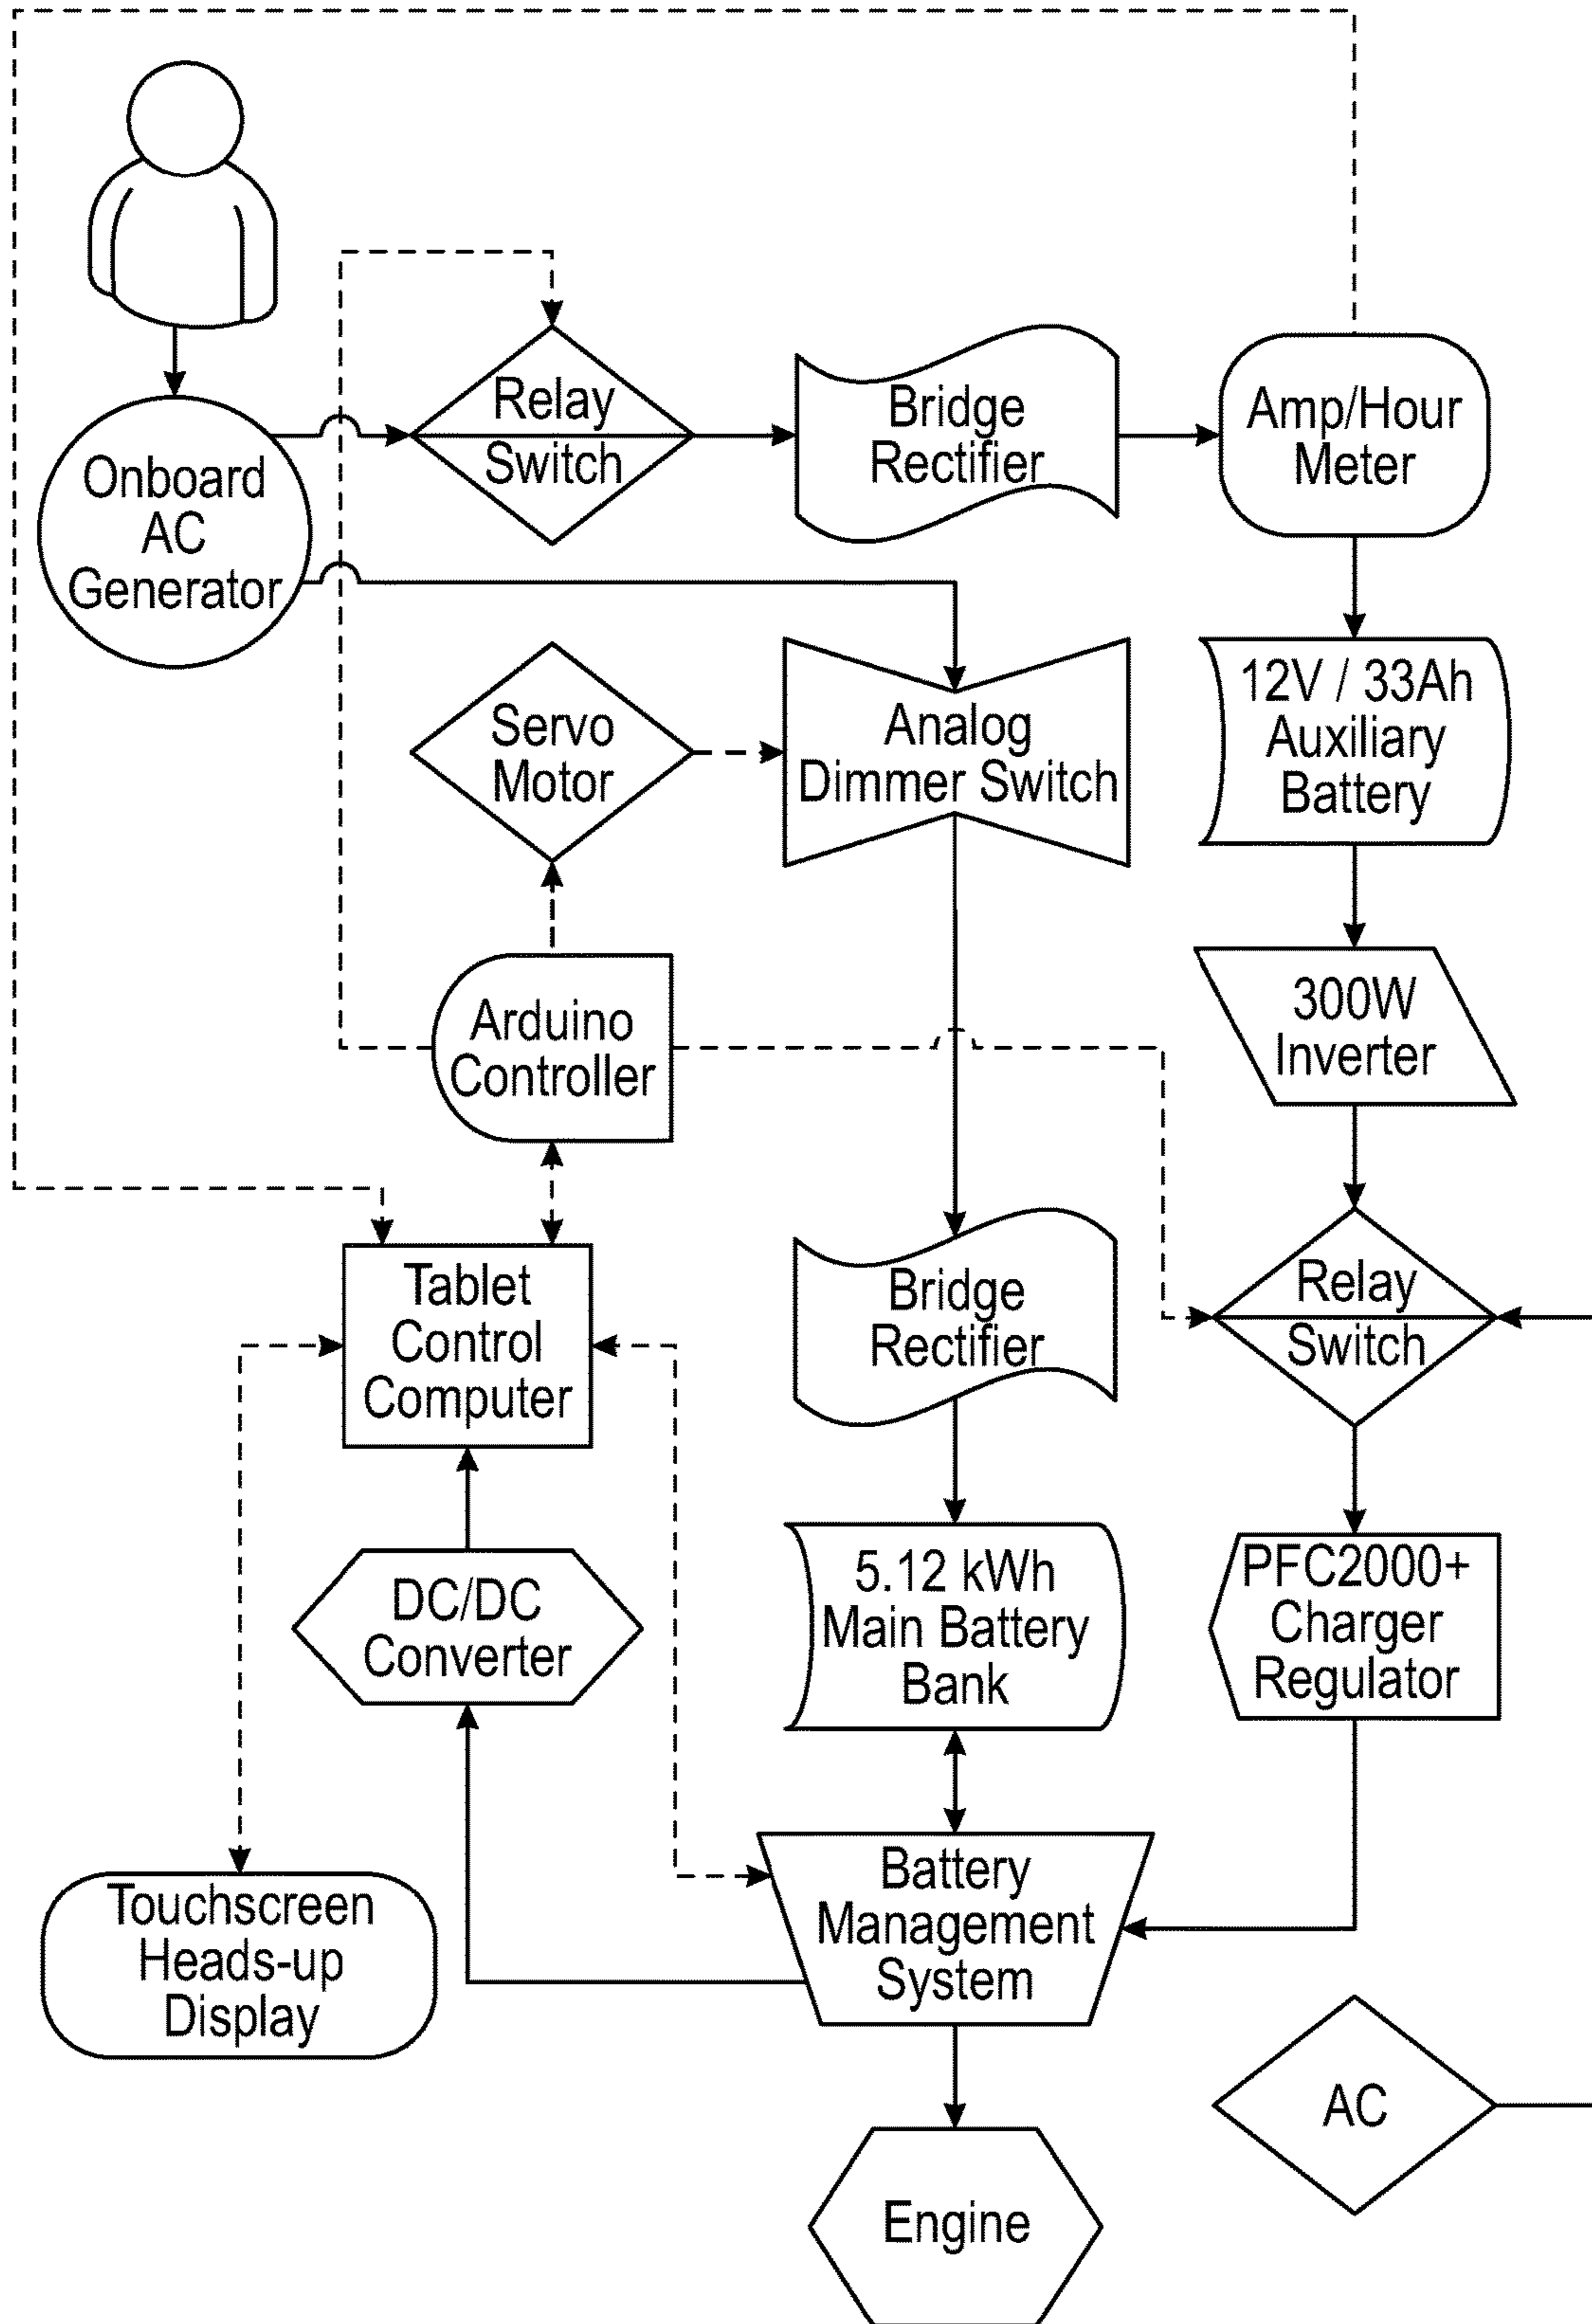 Relay
Switch
Bridge
Rectifier
Amp/Hour
Meter
Onboard
AC
Generator
Servo
Motor
Analog
Dimmer Switch
12V / 33Ah
Auxiliary
Battery
Arduino
Controller
300W
Inverter
Tablet
Control
Computer
Bridge
Rectifier
Relay
Switch
DC/DC
Converter
5.12 kWh
Main Battery
Bank
PFC2000+
Charger
Regulator
Touchscreen
Heads-up
Display
Battery
Management
System
AC
Engine